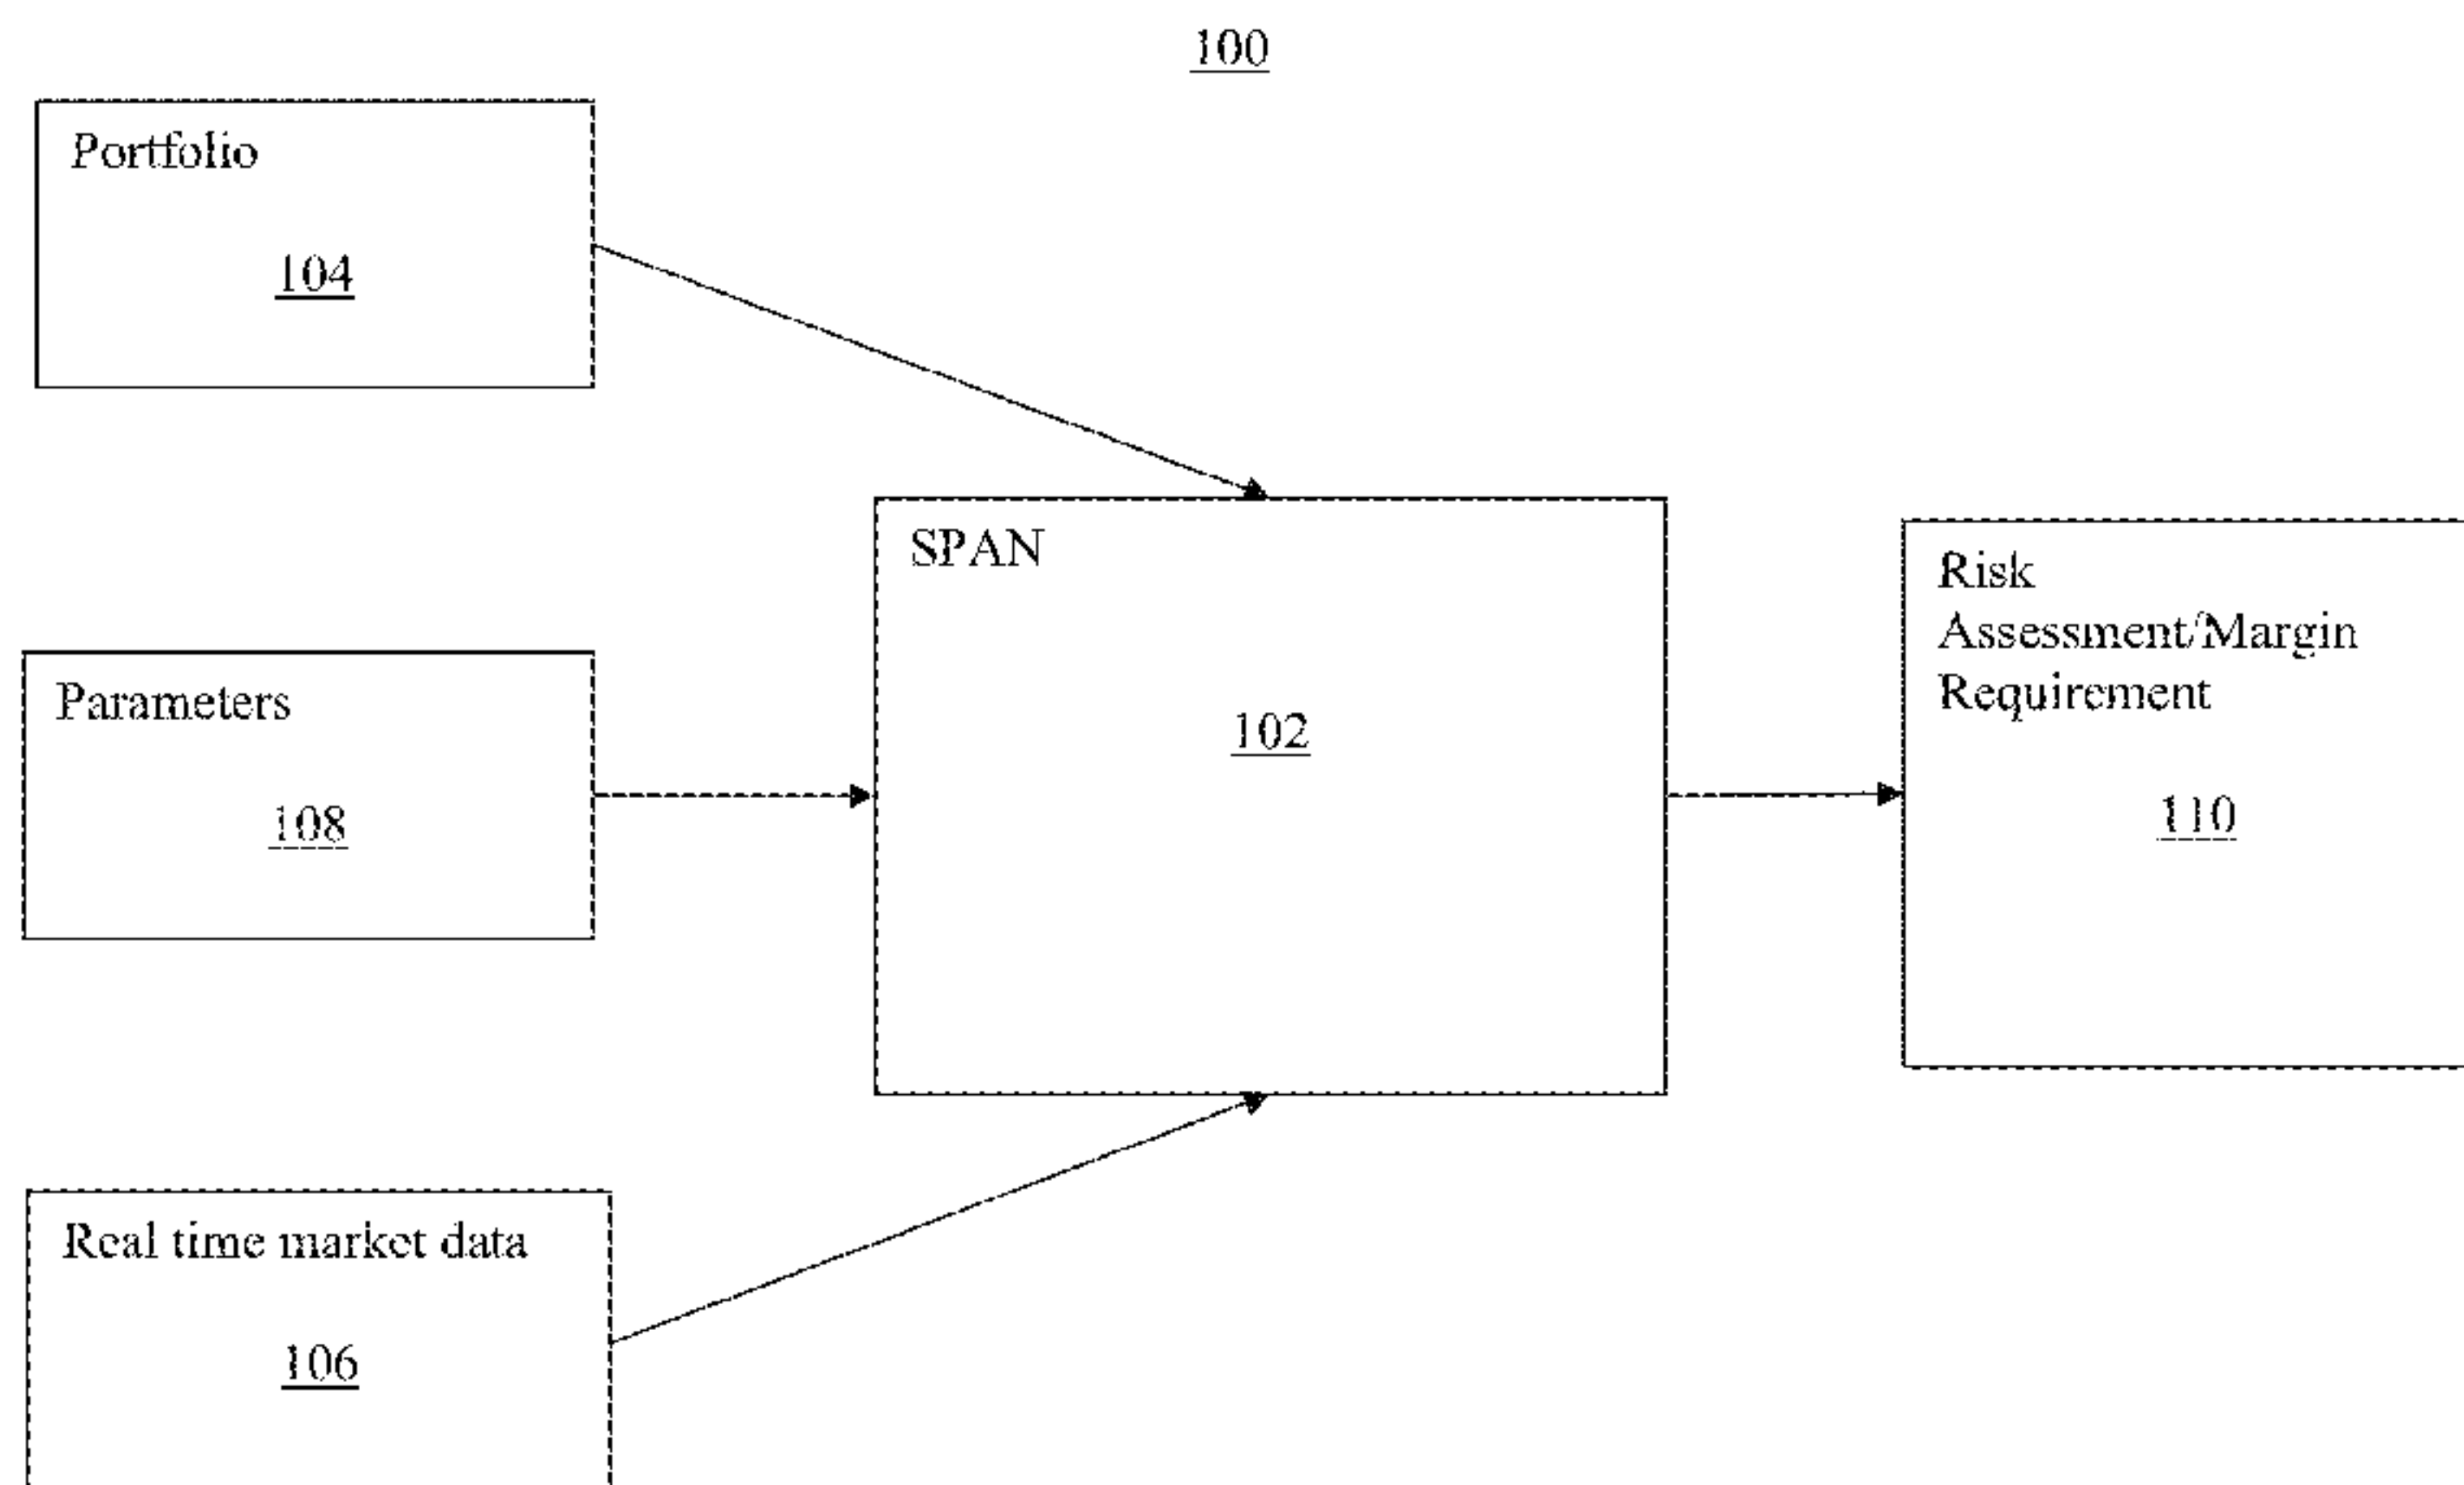 100
Portfolio
104
SPAN
102
Risk
Assessment/Margin
Requirement
110
Parameters
108
Real time market data
106